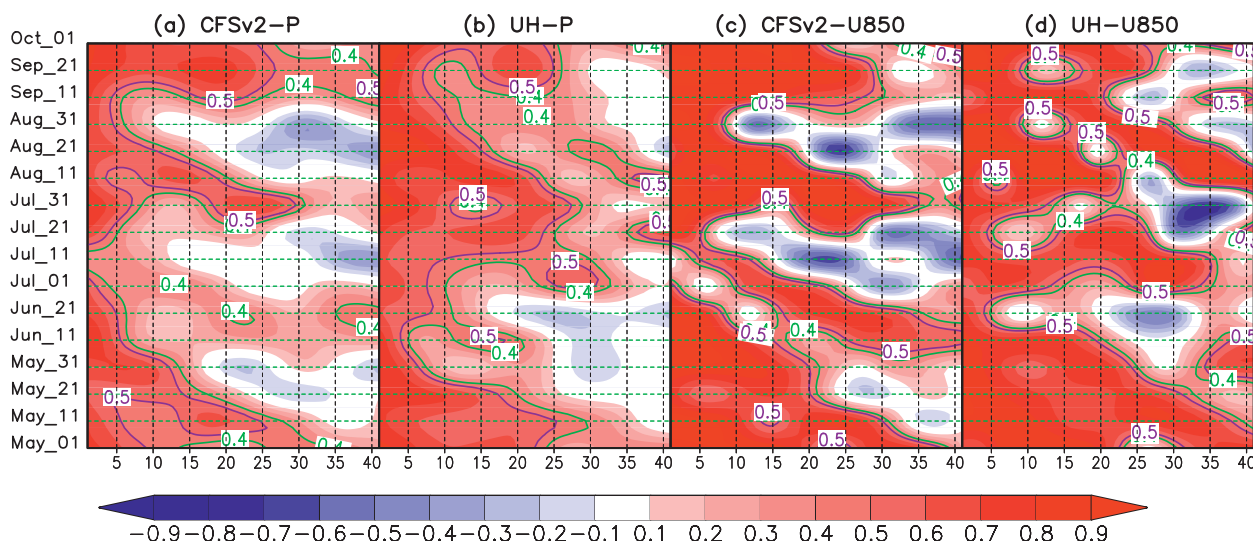 (a) CFSv2-P (b) UH-P (c) CFSv2-U850 (d) UH-U850
Oct_01
Sep_21
Sep_11
Aug_31
Aug_21
Aug_11
Jul_31
Jul_21
Jul_11
Jul_01
Jun_21
Jun_11
May_31
May_21
May_11
May_01
0.4 0.4 0.5 0.5 0.4 0.5 0.4 0.4 0.5 0.4
0.5 0.4 0.4 0.5 0.4 0.5 0.4 0.5 0.4 0.5 0.4
0.4 0.5 0.5 0.5 0.5 0.4 0.5 0.5 0.5 0.5
0.4 0.5 0.5 0.5 0.5 0.5 0.4 0.5 0.4 0.5 0.5 0.5 0.5 0.4 0.5
5 10 15 20 25 30 35 40 5 10 15 20 25 30 35 40 5 10 15 20 25 30 35 40 5 10 15 20 25 30 35 40
-0.9 -0.8 -0.7 -0.6 -0.5 -0.4 -0.3 -0.2 -0.1 0.1 0.2 0.3 0.4 0.5 0.6 0.7 0.8 0.9